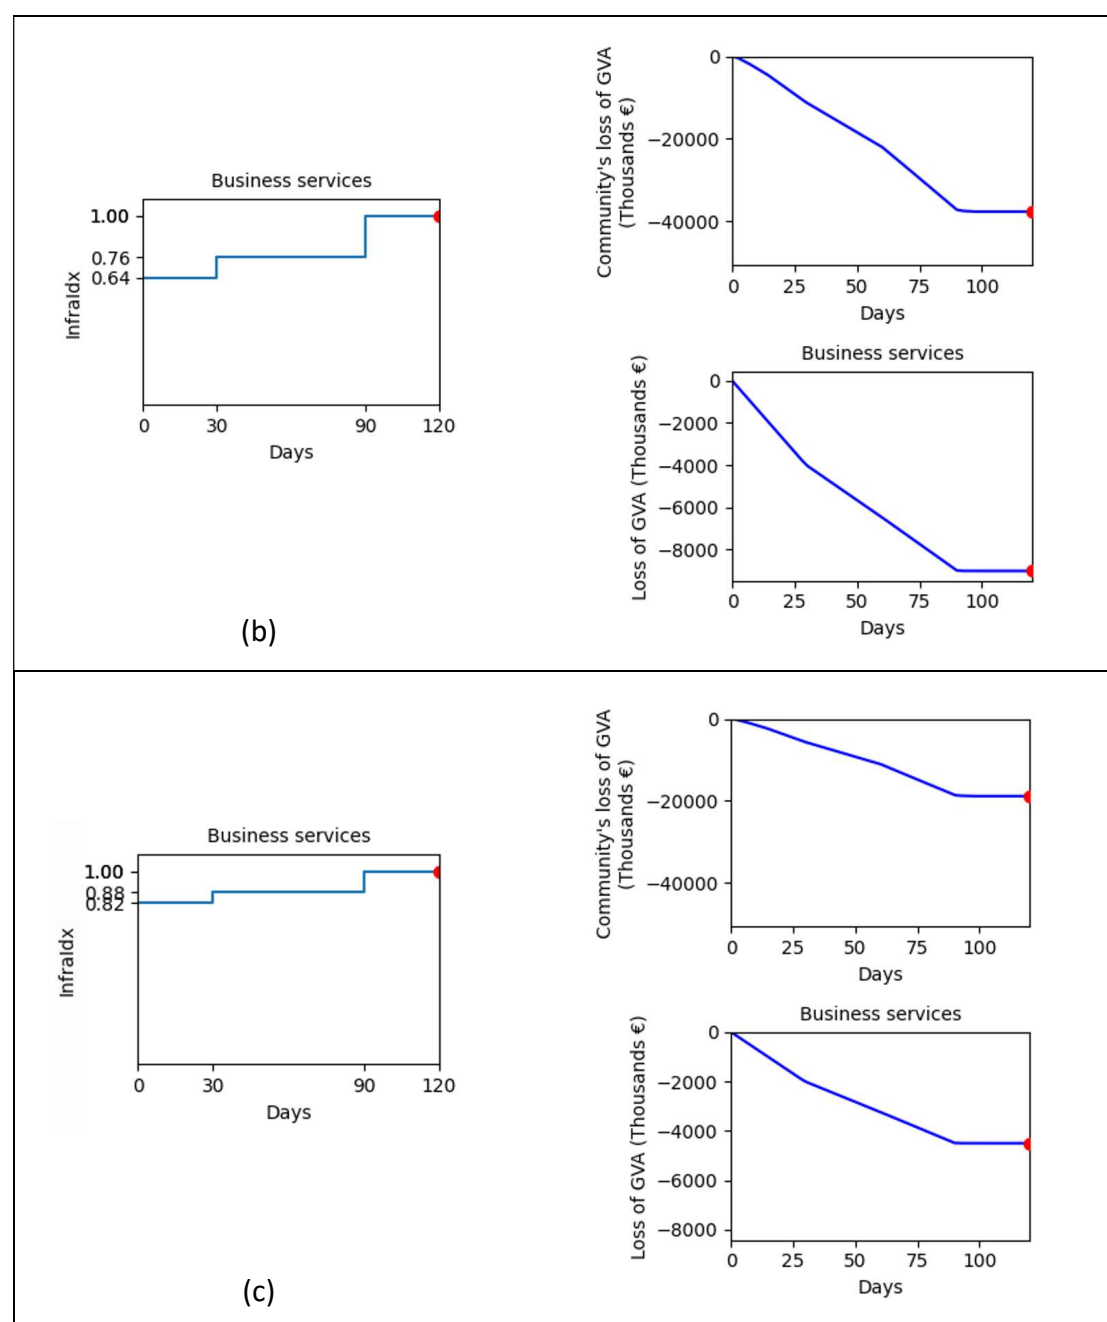 Business services
InfraIdx
1.00
0.76
0.64
0 30 90 120
Days
Community's loss of GVA
(Thousands €)
0
−20000
−40000
0 25 50 75 100
Days
Business services
Loss of GVA (Thousands €)
0
−2000
−4000
−6000
−8000
0 25 50 75 100
Days
(b)
Business services
InfraIdx
1.00
0.88
0.82
0 30 90 120
Days
Community's loss of GVA
(Thousands €)
0
−20000
−40000
0 25 50 75 100
Days
Business services
Loss of GVA (Thousands €)
0
−2000
−4000
−6000
−8000
0 25 50 75 100
Days
(c)